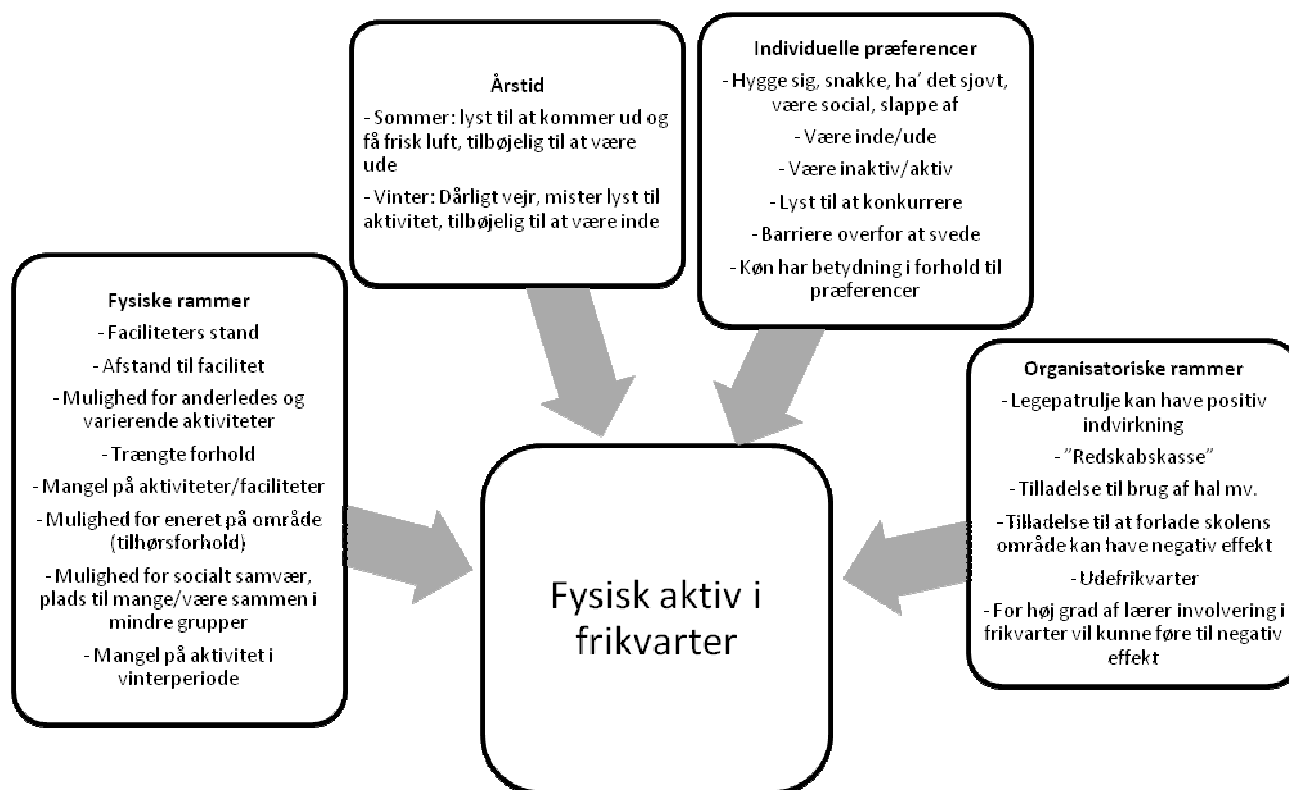 Fysiske rammer
- Faciliteters stand
- Afstand til facilitet
- Mulighed for anderledes og
varierende aktiviteter
- Trængte forhold
- Mangel på aktiviteter/faciliteter
- Mulighed for eneret på område
(tilhørsforhold)
- Mulighed for socialt samvær,
plads til mange/være sammen i
mindre grupper
- Mangel på aktivitet i
vinterperiode
Årstid
- Sommer: lyst til at kommer ud og
få frisk luft, tilbøjelig til at være
ude
- Vinter: Dårligt vejr, mister lyst til
aktivitet, tilbøjelig til at være inde
Individuelle præferencer
- Hygge sig, snakke, ha' det sjovt,
være social, slappe af
- Være inde/ude
- Være inaktiv/aktiv
- Lyst til at konkurrere
- Barriere overfor at svede
- Køn har betydning i forhold til
præferencer
Organisatoriske rammer
- Legepatrulje kan have positiv
indvirkning
- "Redskabskasse"
- Tilladelse til brug af hal mv.
- Tilladelse til at forlade skolens
område kan have negativ effekt
- Udefrikvarter
- For høj grad af lærer involvering i
frikvarter vil kunne føre til negativ
effekt
Fysisk aktiv i
frikvarter